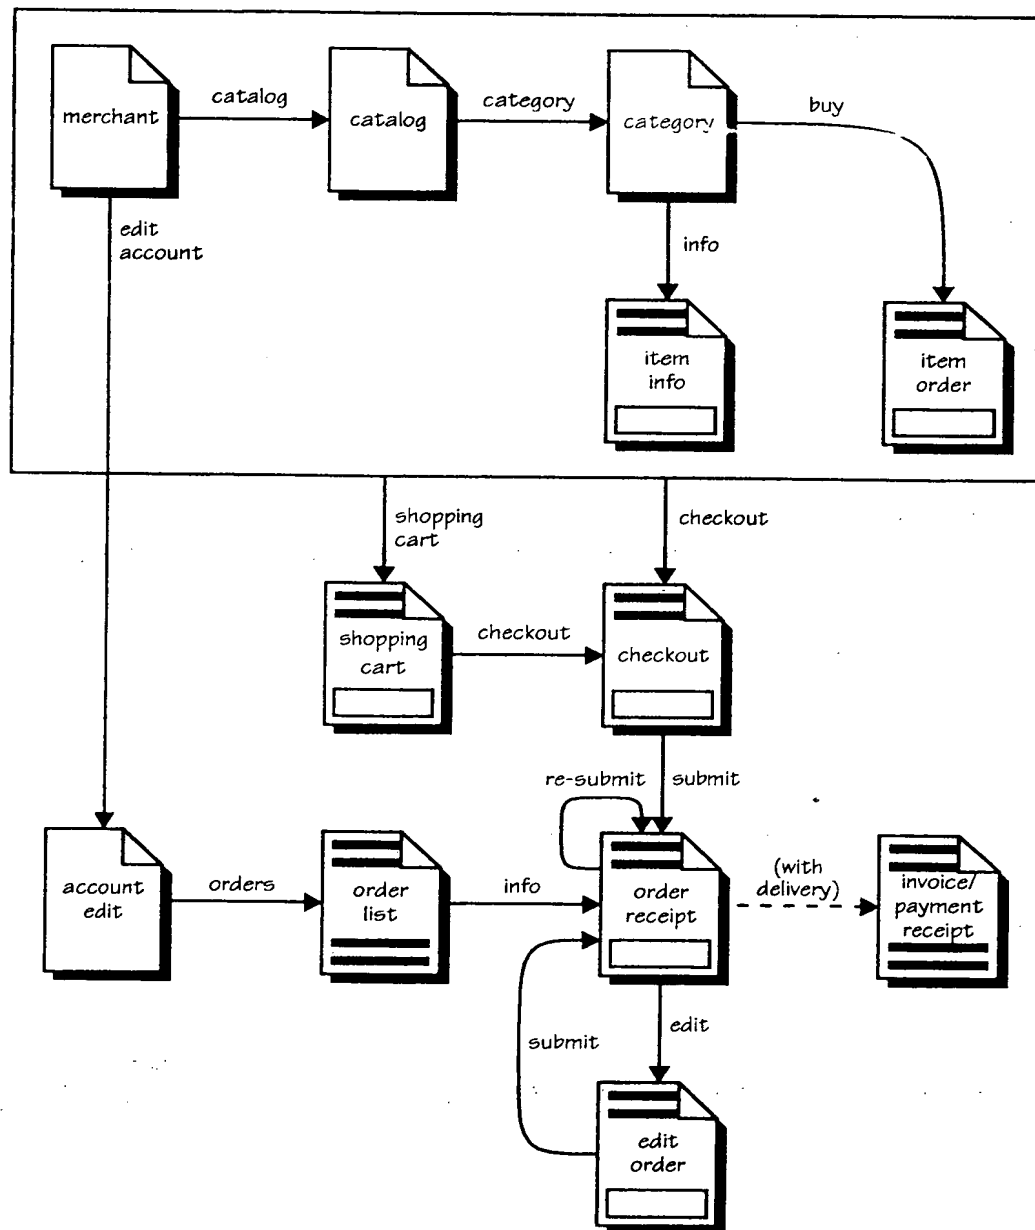 merchant
catalog
catalog
category
category
buy
edit
account
info
item
info
item
order
shopping
cart
checkout
shopping
cart
checkout
checkout
re-submit
submit
account
edit
orders
order
list
info
order
receipt
(with
delivery)
invoice/
payment
receipt
submit
edit
edit
order